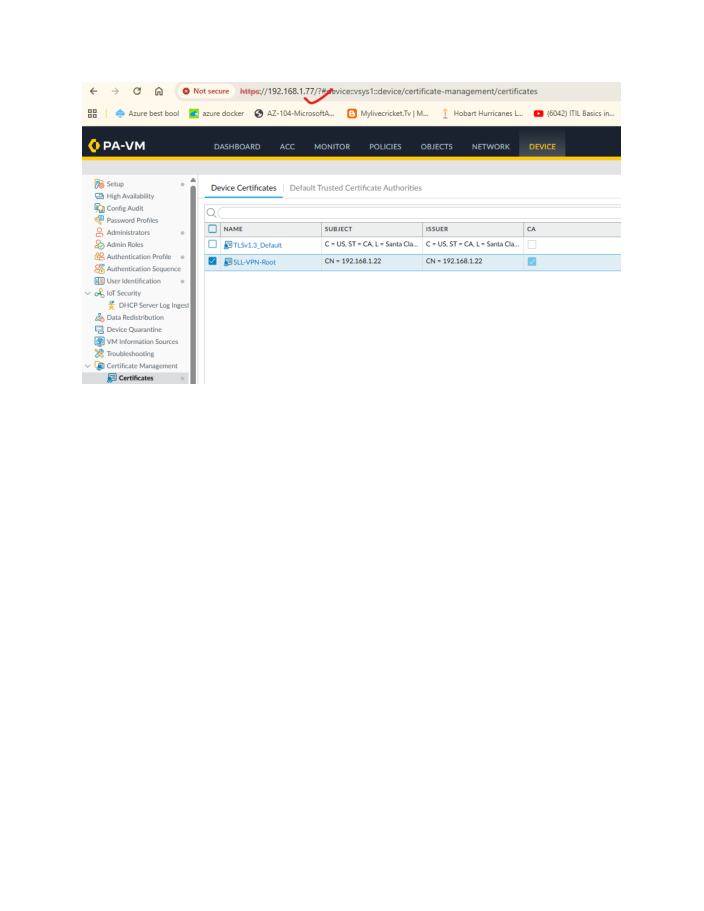 Not secure https://192.168.1.77/?#device::vsys1::device/certificate-management/certificates
Azure best bool azure docker AZ-104-MicrosoftA... Mylivecricket.Tv | M... Hobart Hurricanes L... (6042) ITIL Basics in...
PA-VM DASHBOARD ACC MONITOR POLICIES OBJECTS NETWORK DEVICE
Setup
High Availability
Config Audit
Password Profiles
Administrators
Admin Roles
Authentication Profile
Authentication Sequence
User Identification
IoT Security
DHCP Server Log Ingest
Data Redistribution
Device Quarantine
VM Information Sources
Troubleshooting
Certificate Management
Certificates
Device Certificates Default Trusted Certificate Authorities
NAME SUBJECT ISSUER CA
TLSv1.3_Default C = US, ST = CA, L = Santa Cla... C = US, ST = CA, L = Santa Cla...
SLL-VPN-Root CN = 192.168.1.22 CN = 192.168.1.22